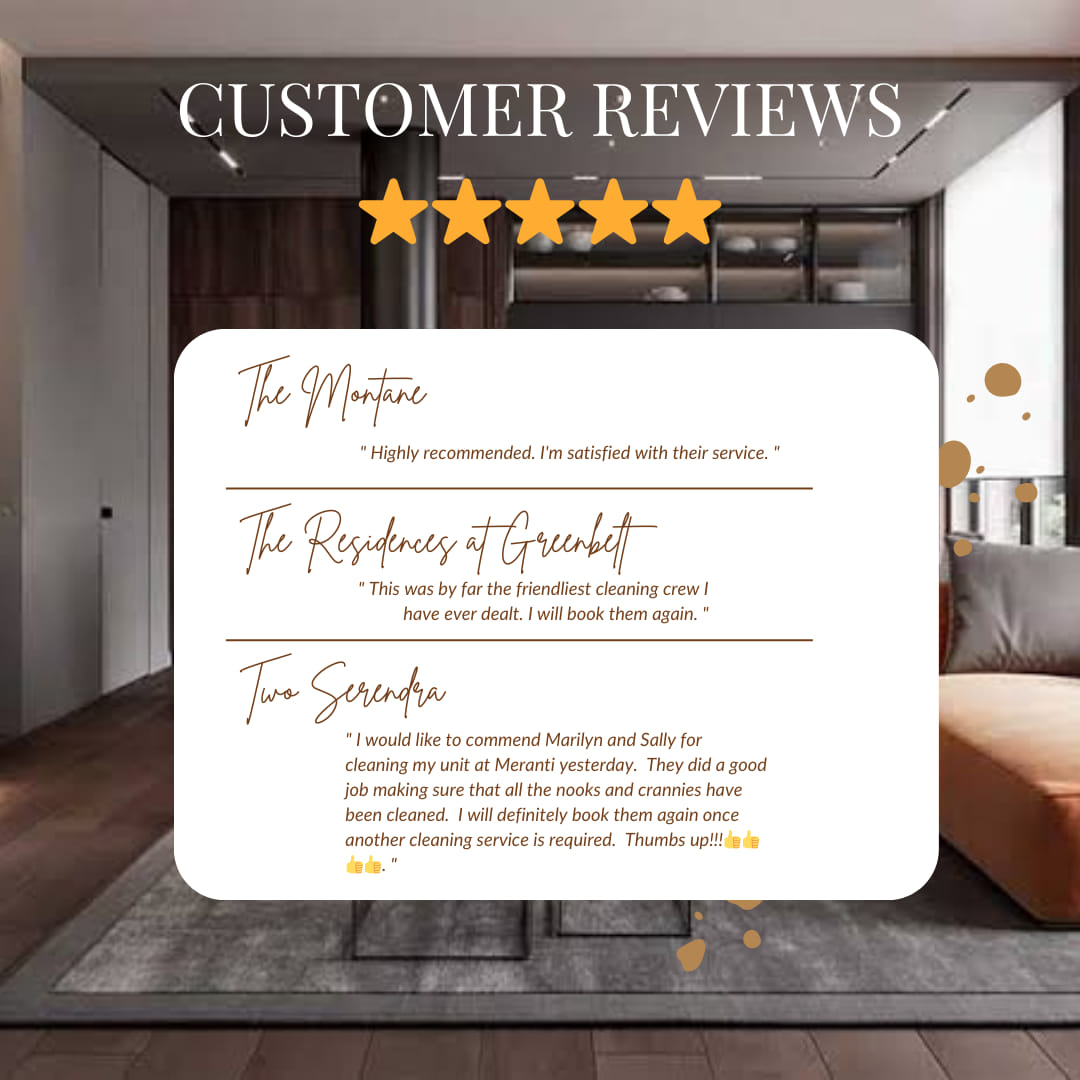 CUSTOMER REVIEWS
The Montane
" Highly recommended. I'm satisfied with their service. "
The Residences at Greenbelt
" This was by far the friendliest cleaning crew I
have ever dealt. I will book them again. "
Two Serendra
" I would like to commend Marilyn and Sally for
cleaning my unit at Meranti yesterday.  They did a good
job making sure that all the nooks and crannies have
been cleaned.  I will definitely book them again once
another cleaning service is required.  Thumbs up!!!👍👍
👍👍. "